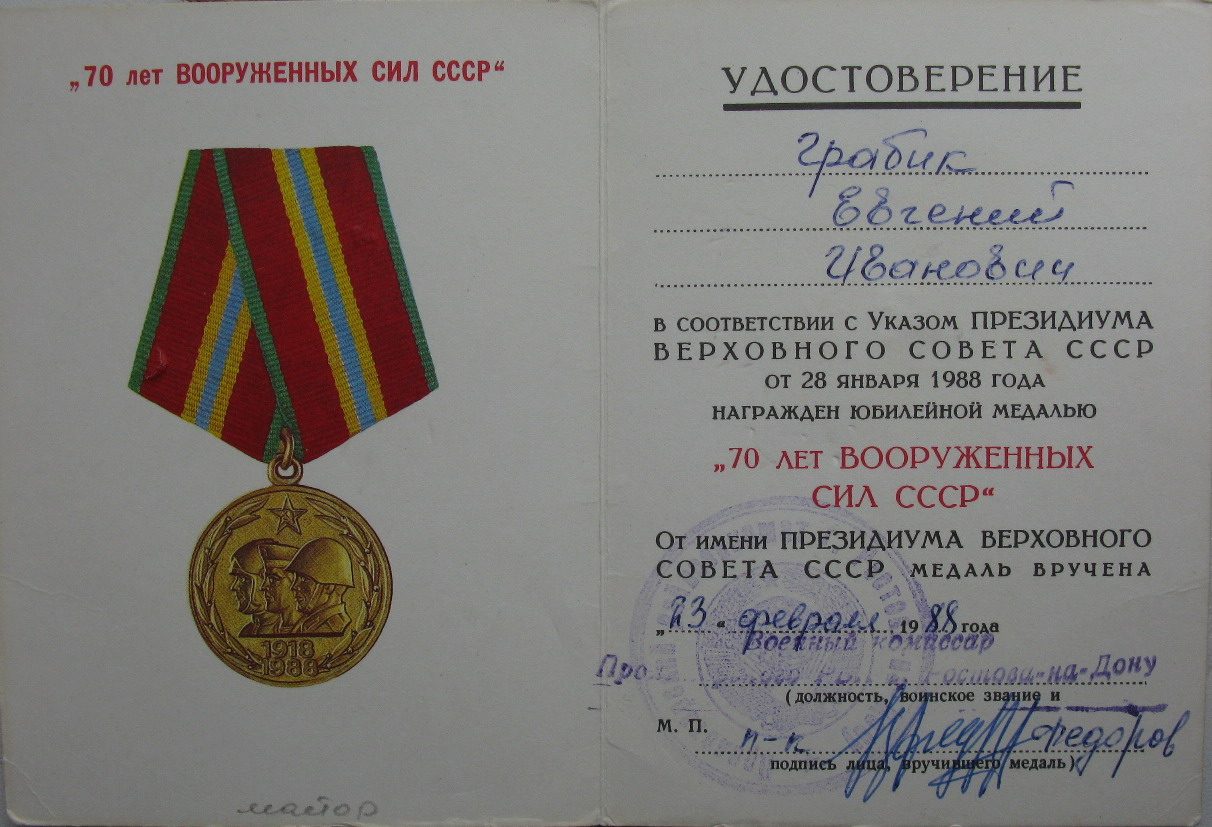 „70 лет ВООРУЖЕННЫХ СИЛ СССР“
1918
1988
майор
УДОСТОВЕРЕНИЕ
Грабик
Евгений
Иванович
В СООТВЕТСТВИИ С УКАЗОМ ПРЕЗИДИУМА
ВЕРХОВНОГО СОВЕТА СССР
ОТ 28 ЯНВАРЯ 1988 ГОДА
НАГРАЖДЕН ЮБИЛЕЙНОЙ МЕДАЛЬЮ
„70 ЛЕТ ВООРУЖЕННЫХ
СИЛ СССР“
ОТ ИМЕНИ ПРЕЗИДИУМА ВЕРХОВНОГО
СОВЕТА СССР МЕДАЛЬ ВРУЧЕНА
„23“ февраля 1988 года
Военный комиссар
Ростова-на-Дону
(должность, воинское звание и
М. П. п-к Федоров
подпись лица, вручившего медаль)